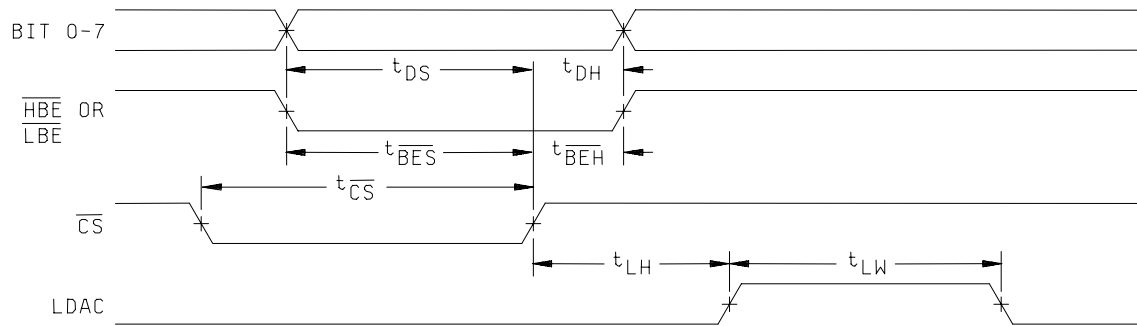 BIT 0-7
tDS
tDH
HBE OR
LBE
tBES
tBEH
tCS
CS
tLH
tLW
LDAC